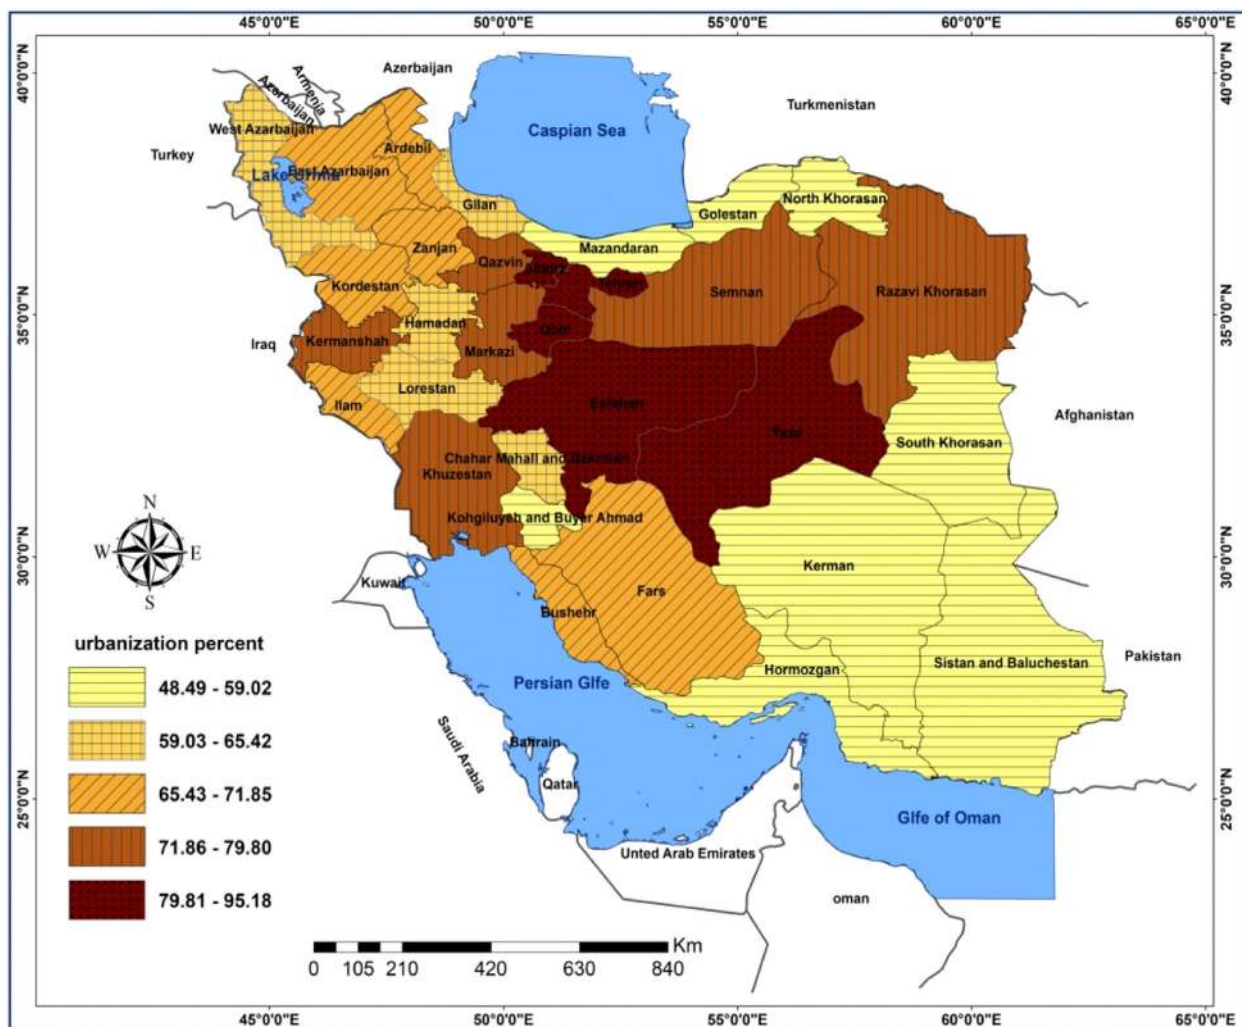 45°0'0"E 50°0'0"E 55°0'0"E 60°0'0"E 65°0'0"E
40°0'0"N
40°0'0"N
Azerbaijan
Armenia
Azerbaijan
Turkmenistan
Caspian Sea
West Azarbaijan
Turkey
Ardebil
East Azarbaijan
Lake Urmia
Gilan
North Khorasan
Golestan
Zanjan
Mazandaran
Qazvin
Alborz
Tehran
Kordestan
Semnan
Razavi Khorasan
35°0'0"N
35°0'0"N
Hamadan
Qom
Iraq
Kermanshah
Markazi
Lorestan
Ilam
Esfahan
Yazd
Afghanistan
South Khorasan
Chahar Mahall and Bakhtiari
Khuzestan
Kohgiluyeh and Buyer Ahmad
N
W E
S
30°0'0"N
30°0'0"N
Kuwait
Kerman
Fars
Bushehr
urbanization percent
Hormozgan
Sistan and Baluchestan
Pakistan
48.49 - 59.02
Persian Glfe
59.03 - 65.42
Saudi Arabia
Bahrain
Qatar
65.43 - 71.85
25°0'0"N
25°0'0"N
Glfe of Oman
71.86 - 79.80
Unted Arab Emirates
79.81 - 95.18
oman
Km
0 105 210 420 630 840
45°0'0"E 50°0'0"E 55°0'0"E 60°0'0"E 65°0'0"E